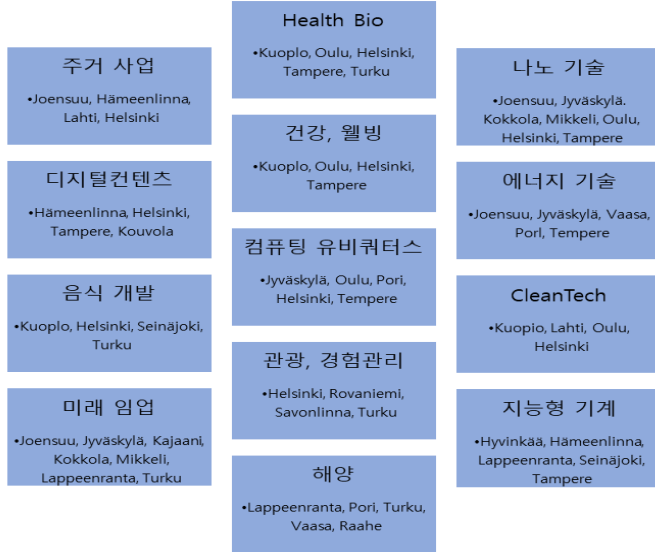 주거 사업
•Joensuu, Hämeenlinna,
Lahti, Helsinki
디지털컨텐츠
•Hämeenlinna, Helsinki,
Tampere, Kouvola
음식 개발
•Kuoplo, Helsinki, Seinäjoki,
Turku
미래 임업
•Joensuu, Jyväskylä, Kajaani,
Kokkola, Mikkeli,
Lappeenranta, Turku
Health Bio
•Kuoplo, Oulu, Helsinki,
Tampere, Turku
건강, 웰빙
•Kuoplo, Oulu, Helsinki,
Tampere
컴퓨팅 유비쿼터스
•Jyväskylä, Oulu, Pori,
Helsinki, Tempere
관광, 경험관리
•Helsinki, Rovaniemi,
Savonlinna, Turku
해양
•Lappeenranta, Pori, Turku,
Vaasa, Raahe
나노 기술
•Joensuu, Jyväskylä.
Kokkola, Mikkeli, Oulu,
Helsinki, Tampere
에너지 기술
•Joensuu, Jyväskylä, Vaasa,
Porl, Tempere
CleanTech
•Kuopio, Lahti, Oulu,
Helsinki
지능형 기계
•Hyvinkää, Hämeenlinna,
Lappeenranta, Seinäjoki,
Tampere